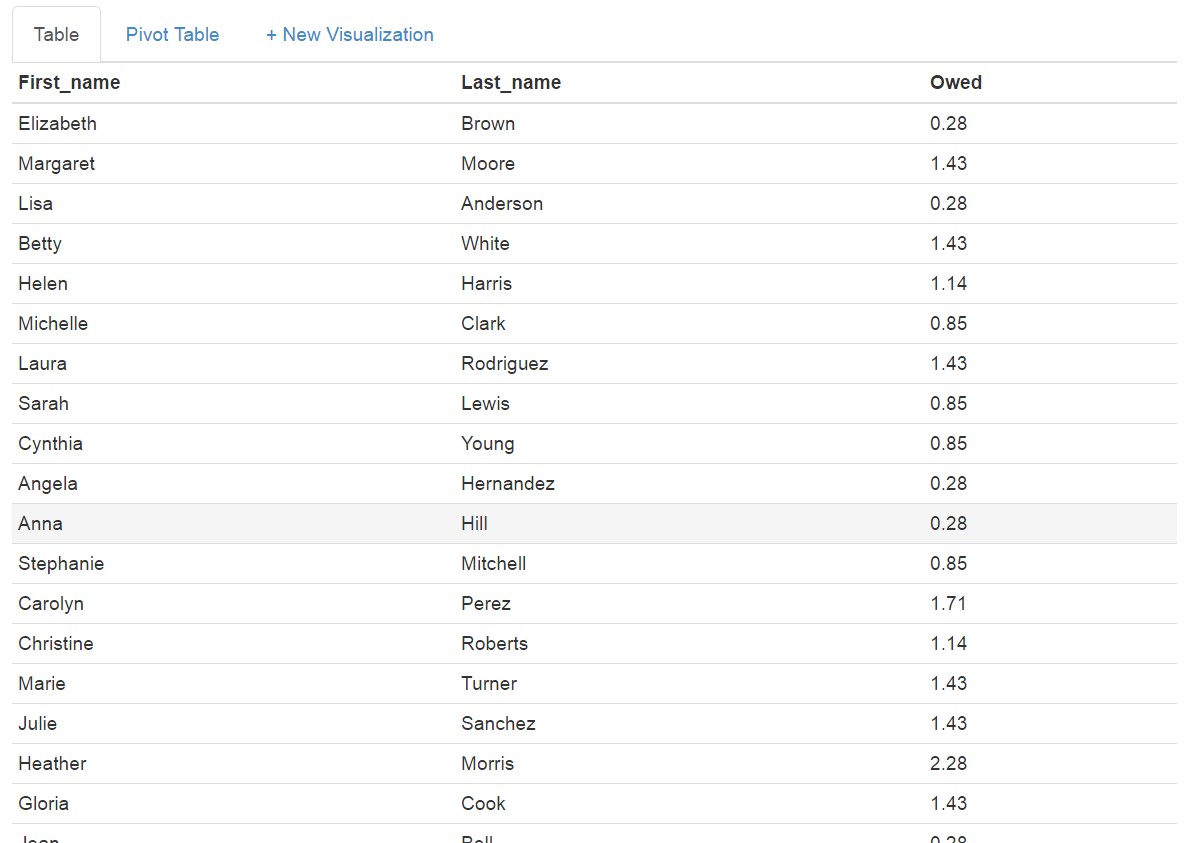 Table Pivot Table + New Visualization
First_name Last_name Owed
Elizabeth Brown 0.28
Margaret Moore 1.43
Lisa Anderson 0.28
Betty White 1.43
Helen Harris 1.14
Michelle Clark 0.85
Laura Rodriguez 1.43
Sarah Lewis 0.85
Cynthia Young 0.85
Angela Hernandez 0.28
Anna Hill 0.28
Stephanie Mitchell 0.85
Carolyn Perez 1.71
Christine Roberts 1.14
Marie Turner 1.43
Julie Sanchez 1.43
Heather Morris 2.28
Gloria Cook 1.43